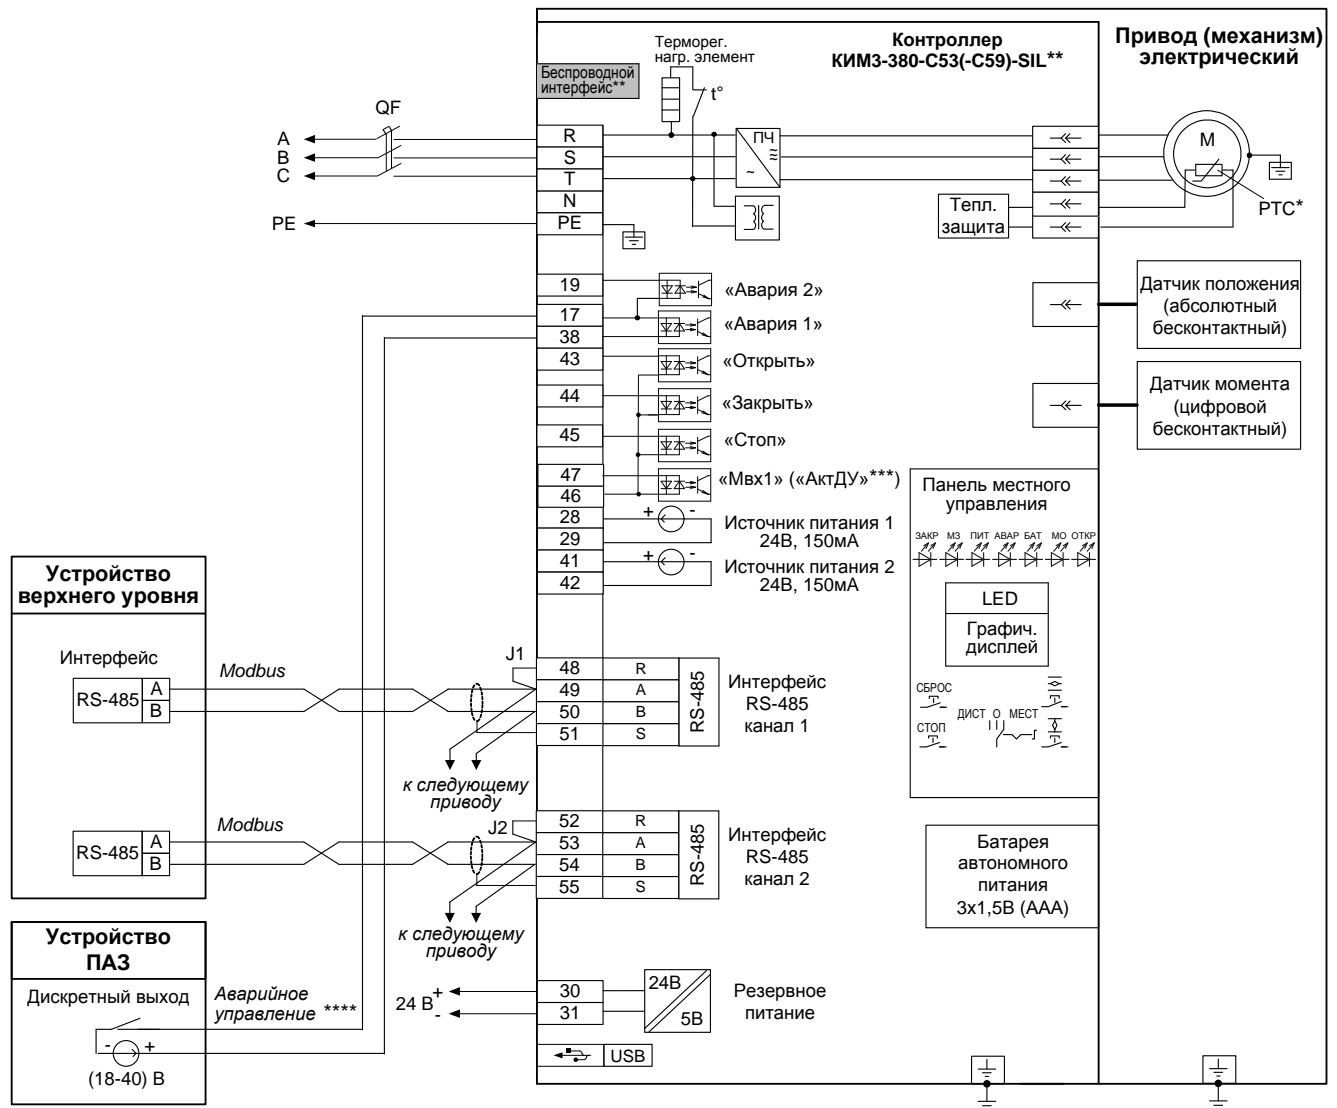 Контроллер
КИМ3-380-С53(-С59)-SIL**
Привод (механизм)
электрический
Терморег.
нагр. элемент
t°
Беспроводной
интерфейс**
QF
A
B
C
PE
R
S
T
N
PE
ПЧ
~
≈
M
PTC*
Тепл.
защита
19
17
38
43
44
45
47
46
28
29
41
42
«Авария 2»
«Авария 1»
«Открыть»
«Закрыть»
«Стоп»
«Мвх1» («АктДУ»***)
+ -
Источник питания 1
24В, 150мА
+ -
Источник питания 2
24В, 150мА
Датчик положения
(абсолютный
бесконтактный)
Датчик момента
(цифровой
бесконтактный)
Панель местного
управления
ЗАКР МЗ ПИТ АВАР БАТ МО ОТКР
LED
Графич.
дисплей
СБРОС
СТОП
ДИСТ О МЕСТ
Батарея
автономного
питания
3х1,5В (ААА)
Устройство
верхнего уровня
Интерфейс
RS-485
A
B
Modbus
J1
48 R
49 A
50 B
51 S
RS-485
Интерфейс
RS-485
канал 1
к следующему
приводу
RS-485
A
B
Modbus
J2
52 R
53 A
54 B
55 S
RS-485
Интерфейс
RS-485
канал 2
к следующему
приводу
Устройство
ПАЗ
Дискретный выход
- +
(18-40) В
Аварийное
управление ****
24 В
+
-
30
31
24В
5В
Резервное
питание
USB